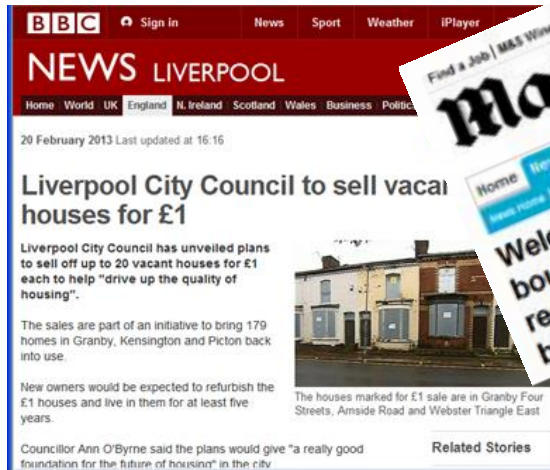 BBC Sign in News Sport Weather iPlayer
NEWS LIVERPOOL
Home World UK England N. Ireland Scotland Wales Business
20 February 2013 Last updated at 16:16
Liverpool City Council to sell
houses for £1
Liverpool City Council has unveiled plans
to sell off up to 20 vacant houses for £1
each to help "drive up the quality of
housing".
The sales are part of an initiative to bring 179
homes in Granby, Kensington and Picton back
into use.
New owners would be expected to refurbish the
£1 houses and live in them for at least five
years.
Councillor Ann O'Byrne said the plans would give "a really good
foundation for the future of housing" in the city
The houses marked for £1 sale are in Granby Four
Streets, Arnside Road and Webster Triangle East
Related Stories
Find a Job M&S
Home
News Home